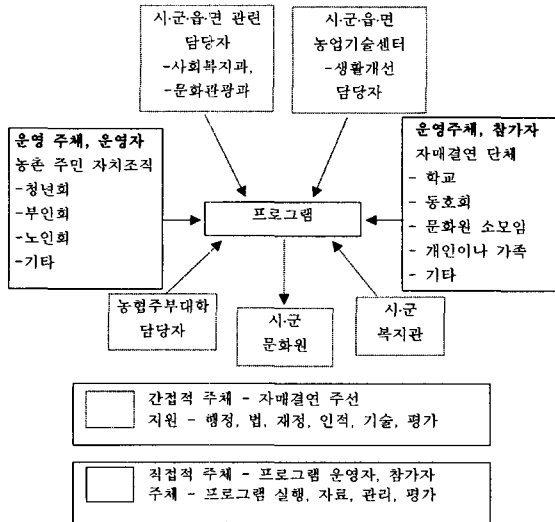 시·군·읍·면 관련
담당자
-사회복지과,
-문화관광과
시·군·읍·면
농업기술센터
-생활개선
담당자
운영 주체, 운영자
농촌 주민 자치조직
-청년회
-부인회
-노인회
-기타
프로그램
운영주체, 참가자
자매결연 단체
- 학교
- 동호회
- 문화원 소모임
- 개인이나 가족
- 기타
농협주부대학
담당자
시·군
문화원
시·군
복지관
간접적 주체 - 자매결연 주선
지원 - 행정, 법, 재정, 인적, 기술, 평가
직접적 주체 - 프로그램 운영자, 참가자
주체 - 프로그램 실행, 자료, 관리, 평가